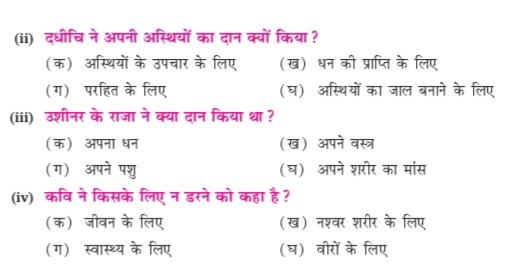 (ii) दधीचि ने अपनी अस्थियों का दान क्यों किया?
(क) अस्थियों के उपचार के लिए (ख) धन की प्राप्ति के लिए
(ग) परहित के लिए (घ) अस्थियों का जाल बनाने के लिए
(iii) उशीनर के राजा ने क्या दान किया था?
(क) अपना धन (ख) अपने वस्त्र
(ग) अपने पशु (घ) अपने शरीर का मांस
(iv) कवि ने किसके लिए न डरने को कहा है?
(क) जीवन के लिए (ख) नश्वर शरीर के लिए
(ग) स्वास्थ्य के लिए (घ) वीरों के लिए